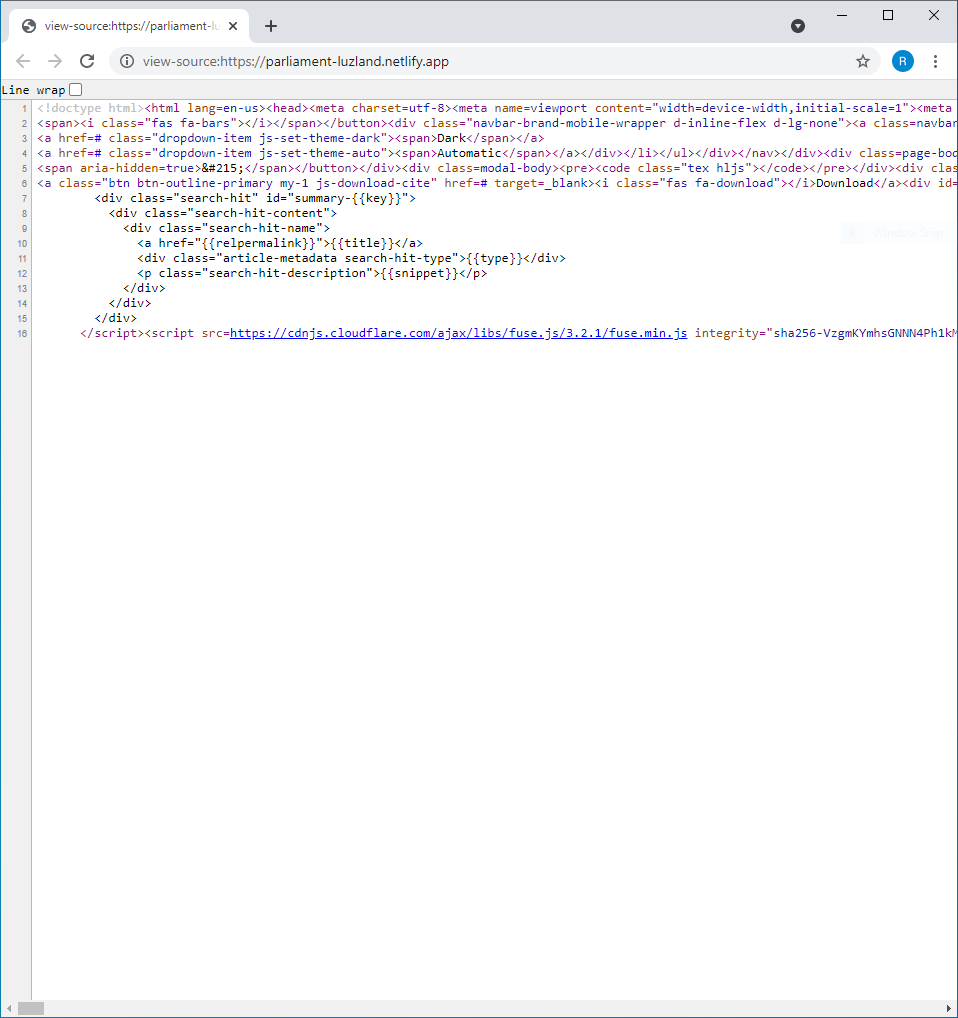 view-source:https://parliament-lu
view-source:https://parliament-luzland.netlify.app
R
Line wrap
1 <!doctype html><html lang=en-us><head><meta charset=utf-8><meta name=viewport content="width=device-width,initial-scale=1"><meta
2 <span><i class="fas fa-bars"></i></span></button><div class="navbar-brand-mobile-wrapper d-inline-flex d-lg-none"><a class=navbar
3 <a href=# class="dropdown-item js-set-theme-dark"><span>Dark</span></a>
4 <a href=# class="dropdown-item js-set-theme-auto"><span>Automatic</span></a></div></li></ul></div></nav></div><div class=page-bod
5 <span aria-hidden=true>&#215;</span></button></div><div class=modal-body><pre><code class="tex hljs"></code></pre></div><div clas
6 <a class="btn btn-outline-primary my-1 js-download-cite" href=# target=_blank><i class="fas fa-download"></i>Download</a><div id=
7 <div class="search-hit" id="summary-{{key}}">
8 <div class="search-hit-content">
9 <div class="search-hit-name">
10 <a href="{{relpermalink}}">{{title}}</a>
11 <div class="article-metadata search-hit-type">{{type}}</div>
12 <p class="search-hit-description">{{snippet}}</p>
13 </div>
14 </div>
15 </div>
16 </script><script src=https://cdnjs.cloudflare.com/ajax/libs/fuse.js/3.2.1/fuse.min.js integrity="sha256-VzgmKYmhsGNNN4Ph1kM
Window Snip